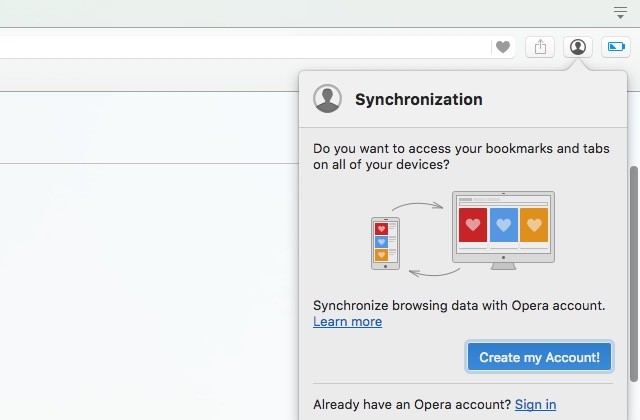 Synchronization
Do you want to access your bookmarks and tabs
on all of your devices?
Synchronize browsing data with Opera account.
Learn more
Create my Account!
Already have an Opera account? Sign in